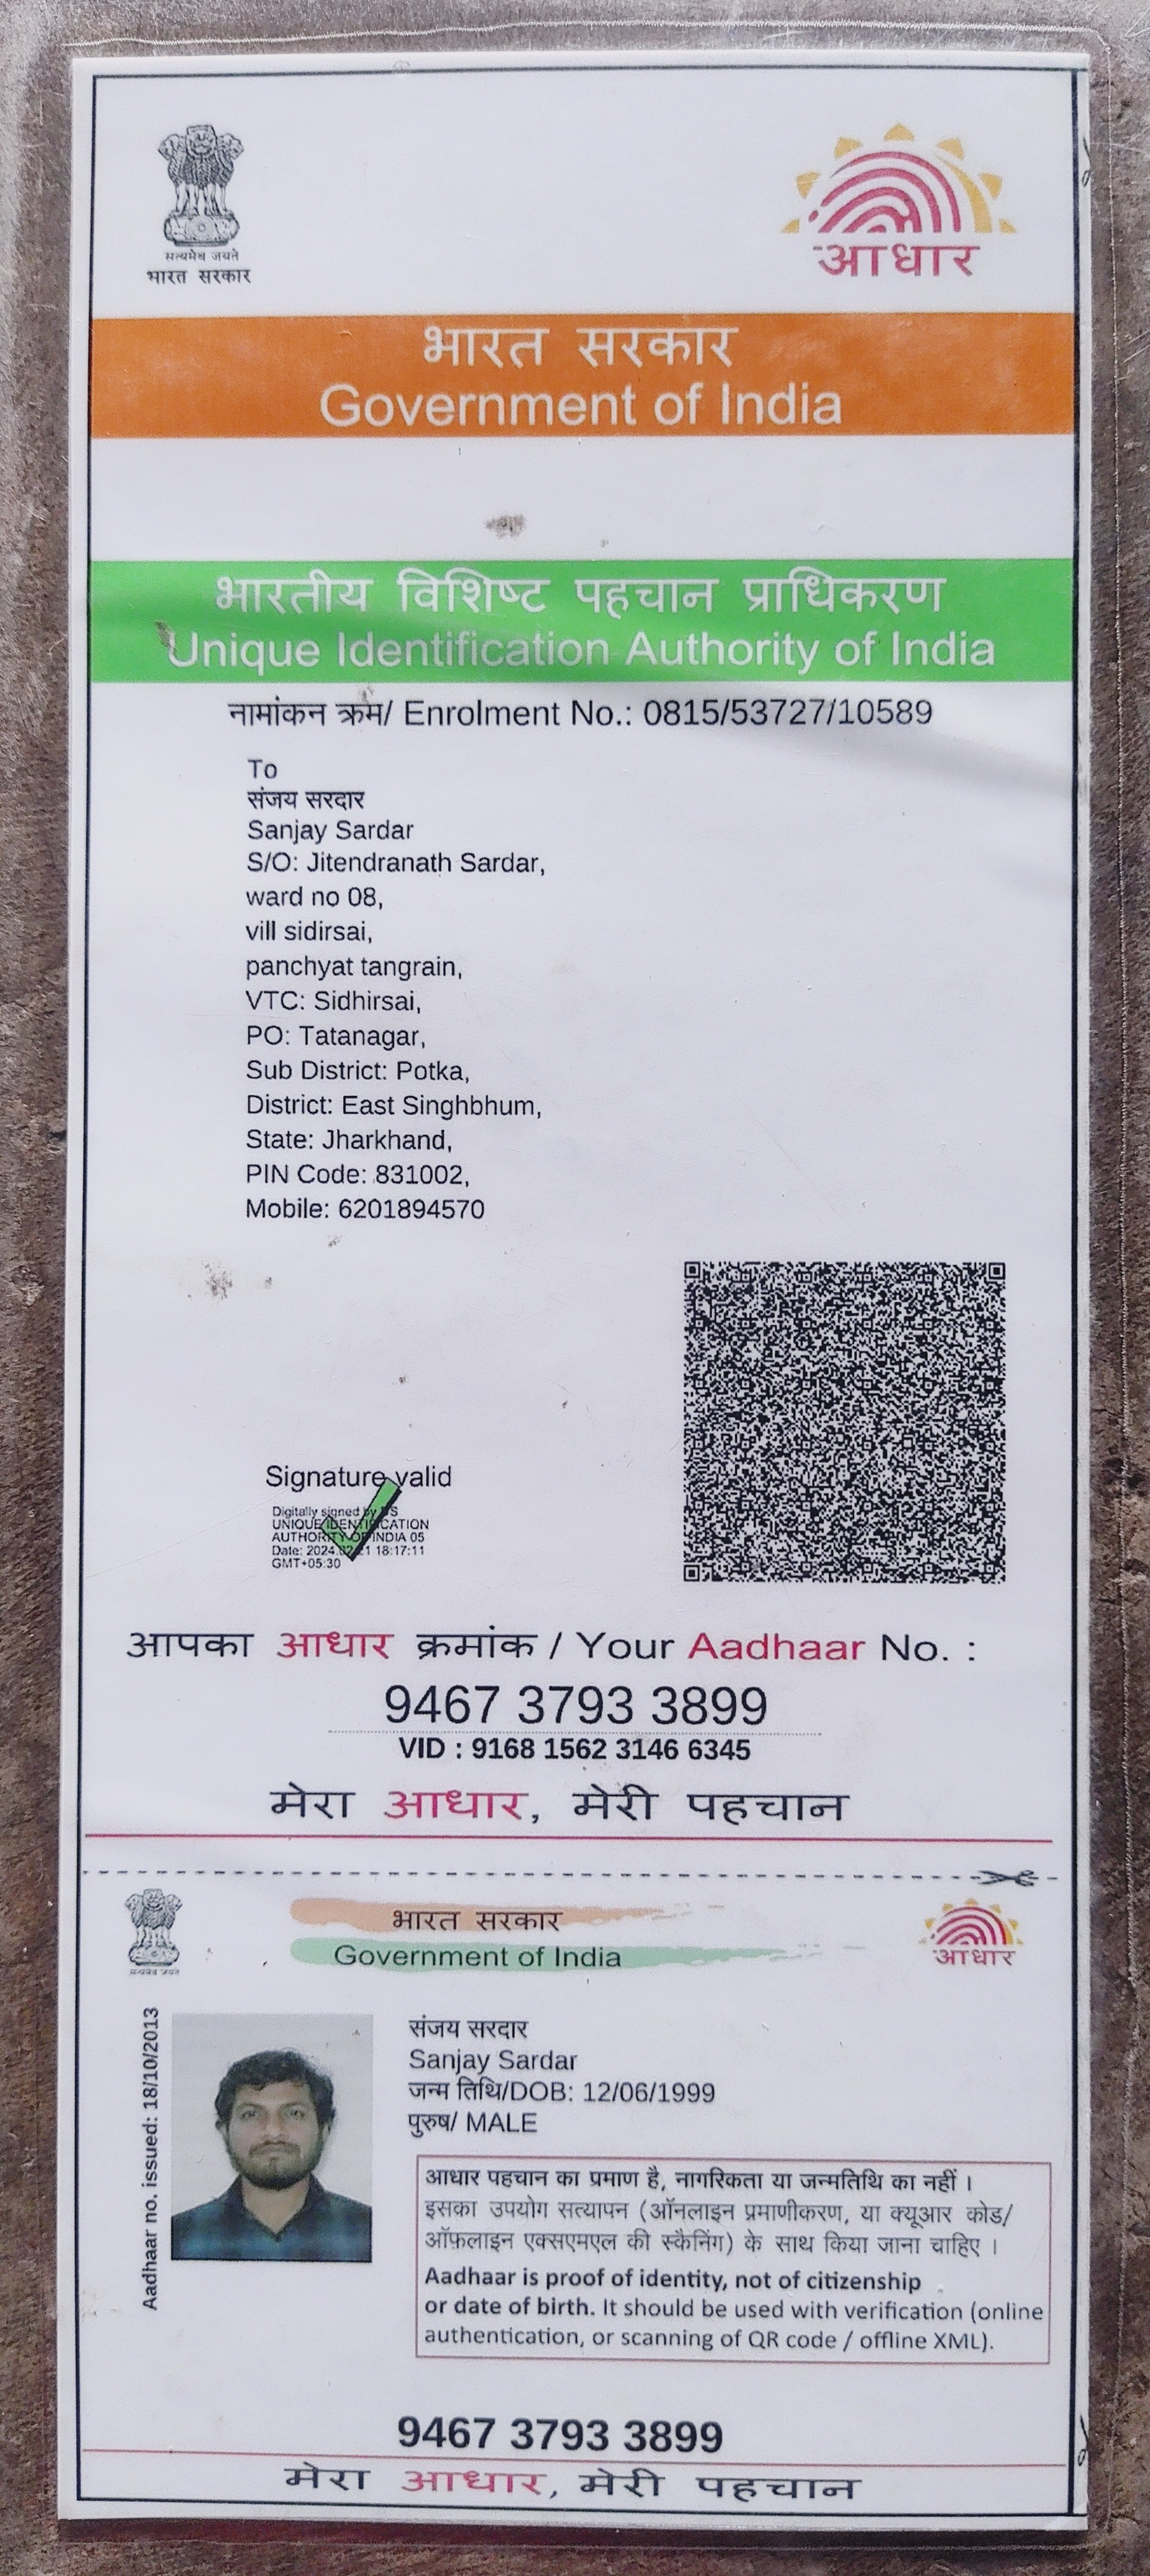 सत्यमेव जयते
भारत सरकार
आधार
भारत सरकार
Government of India
भारतीय विशिष्ट पहचान प्राधिकरण
Unique Identification Authority of India
नामांकन क्रम/ Enrolment No.: 0815/53727/10589
To
संजय सरदार
Sanjay Sardar
S/O: Jitendranath Sardar,
ward no 08,
vill sidirsai,
panchyat tangrain,
VTC: Sidhirsai,
PO: Tatanagar,
Sub District: Potka,
District: East Singhbhum,
State: Jharkhand,
PIN Code: 831002,
Mobile: 6201894570
Signature valid
Digitally signed by DS
UNIQUE IDENTIFICATION
AUTHORITY OF INDIA 05
Date: 2024 18:17:11
GMT+05:30
आपका आधार क्रमांक / Your Aadhaar No. :
9467 3793 3899
VID : 9168 1562 3146 6345
मेरा आधार, मेरी पहचान
सत्यमेव जयते
भारत सरकार
Government of India
आधार
Aadhaar no. issued: 18/10/2013
संजय सरदार
Sanjay Sardar
जन्म तिथि/DOB: 12/06/1999
पुरुष/ MALE
आधार पहचान का प्रमाण है, नागरिकता या जन्मतिथि का नहीं ।
इसका उपयोग सत्यापन (ऑनलाइन प्रमाणीकरण, या क्यूआर कोड/
ऑफ़लाइन एक्सएमएल की स्कैनिंग) के साथ किया जाना चाहिए ।
Aadhaar is proof of identity, not of citizenship
or date of birth. It should be used with verification (online
authentication, or scanning of QR code / offline XML).
9467 3793 3899
मेरा आधार, मेरी पहचान